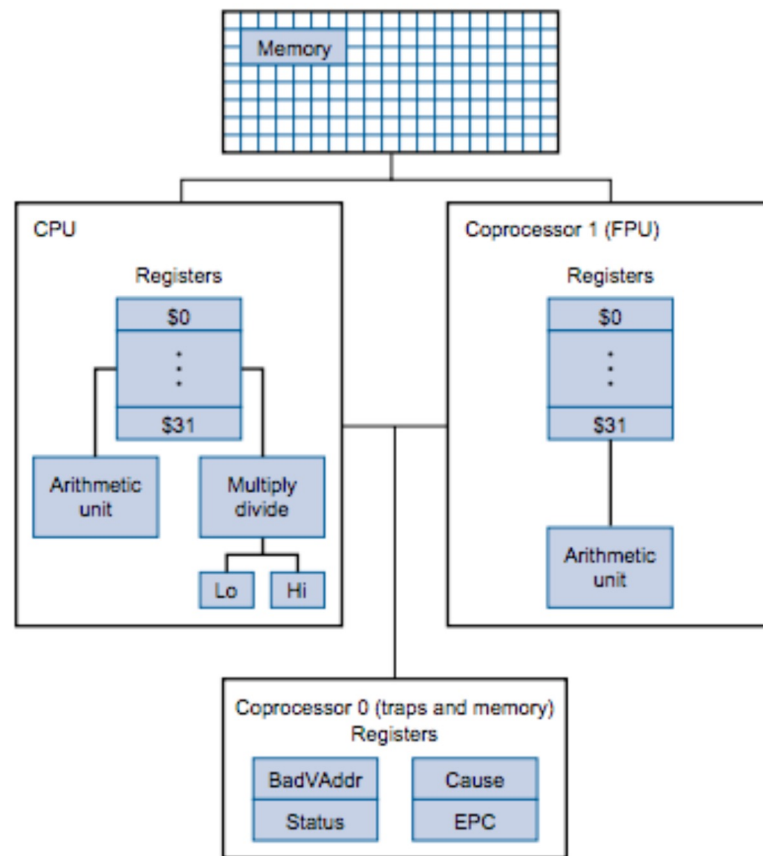 Memory
CPU
Registers
$0
$31
Arithmetic
unit
Multiply
divide
Lo
Hi
Coprocessor 1 (FPU)
Registers
$0
$31
Arithmetic
unit
Coprocessor 0 (traps and memory)
Registers
BadVAddr
Cause
Status
EPC